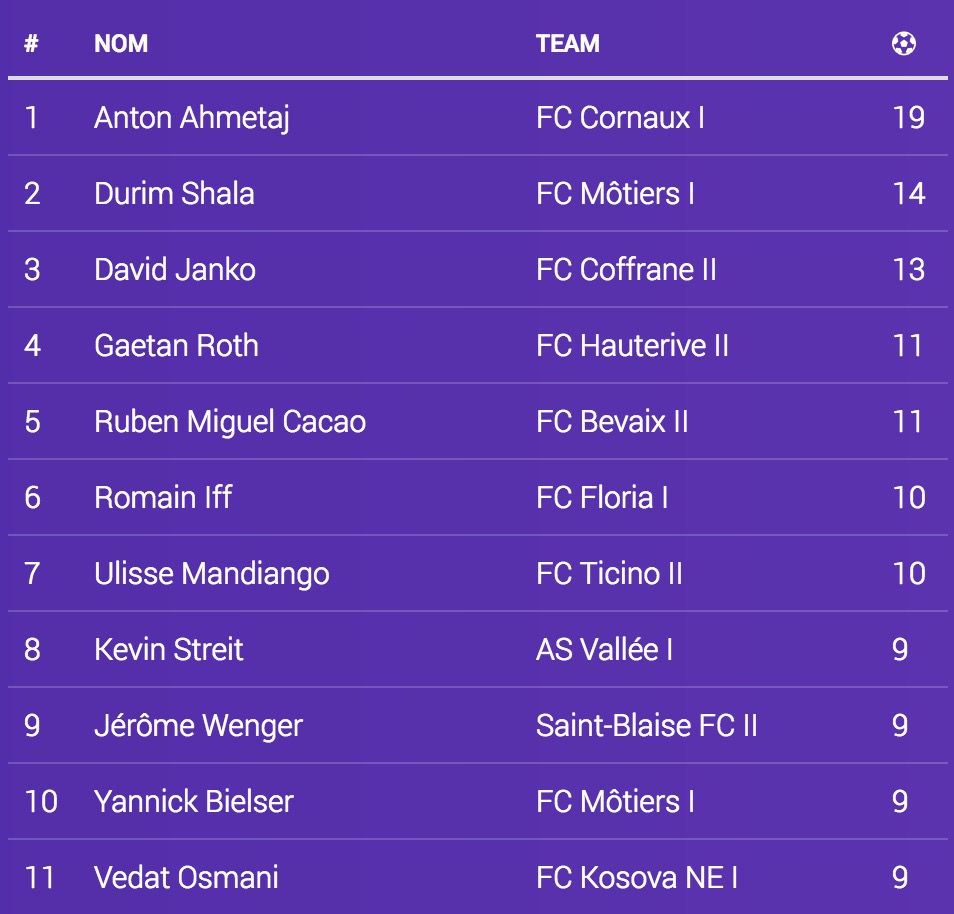 # NOM TEAM
1 Anton Ahmetaj FC Cornaux I 19
2 Durim Shala FC Môtiers I 14
3 David Janko FC Coffrane II 13
4 Gaetan Roth FC Hauterive II 11
5 Ruben Miguel Cacao FC Bevaix II 11
6 Romain Iff FC Floria I 10
7 Ulisse Mandiango FC Ticino II 10
8 Kevin Streit AS Vallée I 9
9 Jérôme Wenger Saint-Blaise FC II 9
10 Yannick Bielser FC Môtiers I 9
11 Vedat Osmani FC Kosova NE I 9